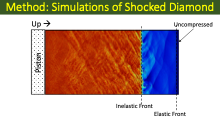 Method: Simulations of Shocked Diamond
Up →
Uncompressed
Piston
Inelastic Front
Elastic Front